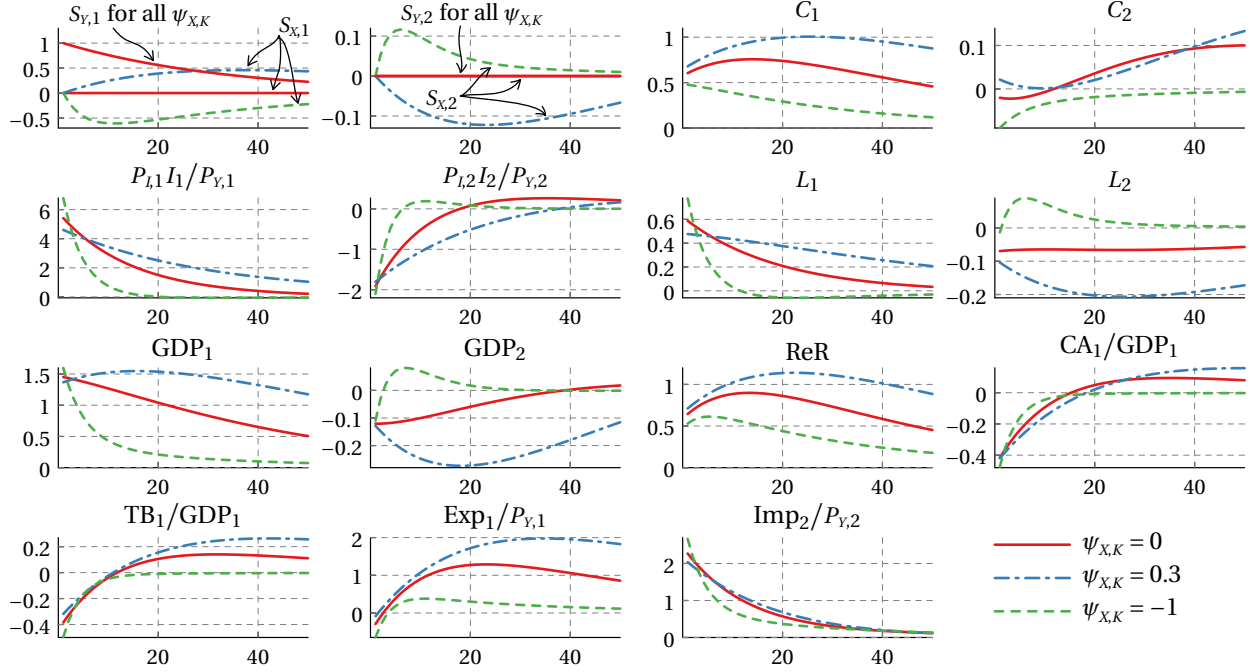 S_{Y,1} for all ψ_{X,K} S_{X,1} S_{Y,2} for all ψ_{X,K} C_1 C_2
1 0.5 0 −0.5 20 40
0.1 0 −0.1 S_{X,2} 20 40
1 0.5 0 20 40
0.1 0 20 40
P_{I,1} I_1/P_{Y,1} P_{I,2} I_2/P_{Y,2} L_1 L_2
6 4 2 0 20 40
0 −1 −2 20 40
0.6 0.4 0.2 0 20 40
0 −0.1 −0.2 20 40
GDP_1 GDP_2 ReR CA_1/GDP_1
1.5 1 0.5 0 20 40
0 −0.1 −0.2 20 40
1 0.5 0 20 40
0 −0.2 −0.4 20 40
TB_1/GDP_1 Exp_1/P_{Y,1} Imp_2/P_{Y,2}
0.2 0 −0.2 −0.4 20 40
2 1 0 20 40
2 1 0 20 40
ψ_{X,K} = 0
ψ_{X,K} = 0.3
ψ_{X,K} = −1